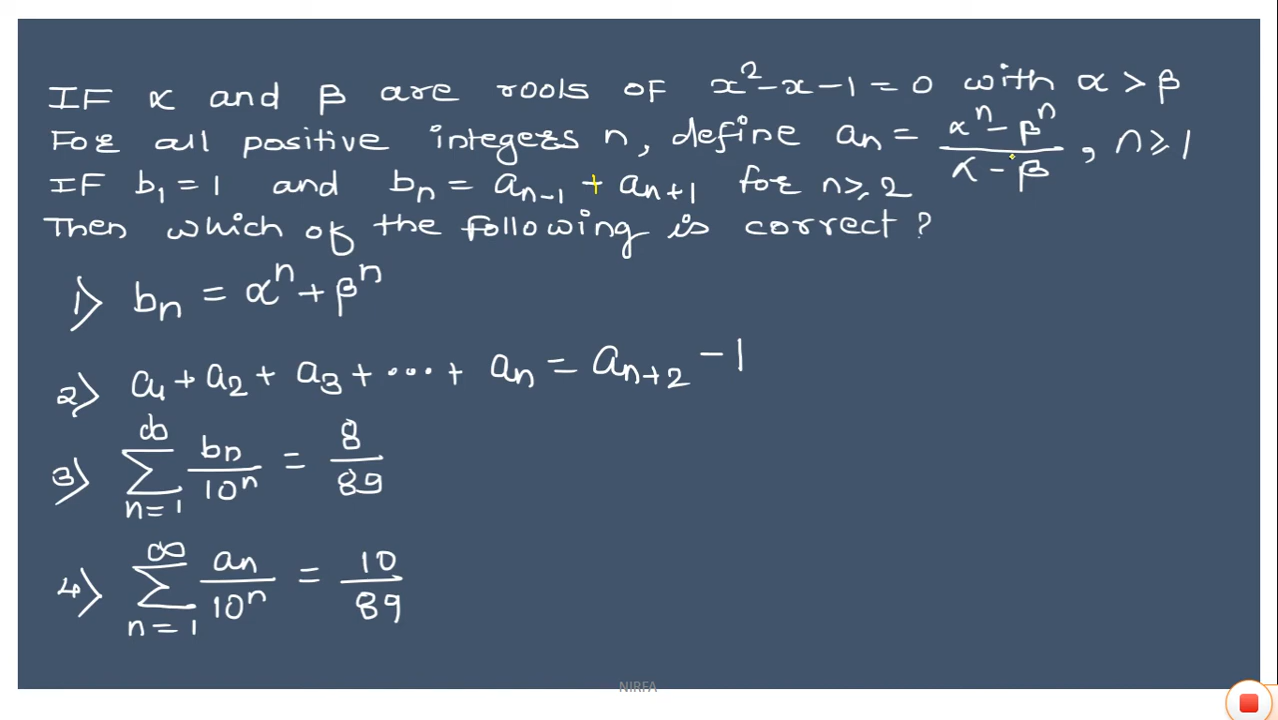 IF α and β are rools of x² - x - 1 = 0 with α > β
For all positive integers n, define aₙ = (αⁿ - βⁿ)/(α - β), n ≥ 1
IF b₁ = 1 and bₙ = aₙ₋₁ + aₙ₊₁ for n ≥ 2
Then which of the following is correct?
1) bₙ = αⁿ + βⁿ
2) a₁ + a₂ + a₃ + ... + aₙ = aₙ₊₂ - 1
3) ∑_{n=1}^{∞} bₙ/10ⁿ = 8/89
4) ∑_{n=1}^{∞} aₙ/10ⁿ = 10/89
NIRFA